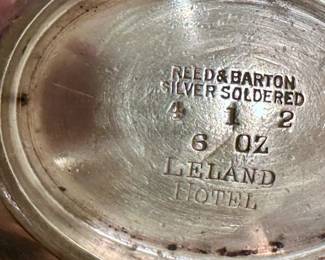 REED & BARTON
SILVER SOLDERED
4 1 2
6 OZ
LELAND
HOTEL